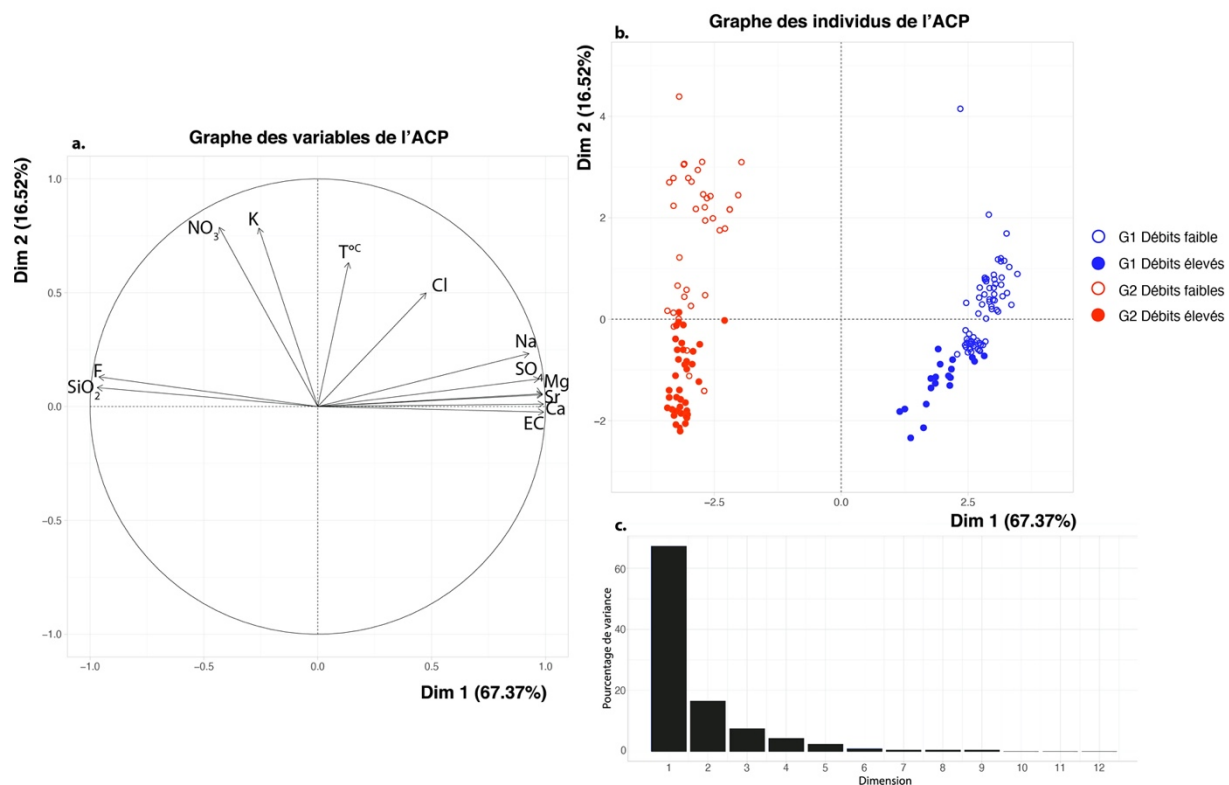 a.
Graphe des variables de l'ACP
Dim 2 (16.52%)
1.0
0.5
0.0
-0.5
-1.0
NO3
K
T°C
Cl
Na
SO4
Mg
Sr
Ca
EC
F
SiO2
-1.0 -0.5 0.0 0.5 1.0
Dim 1 (67.37%)
b.
Graphe des individus de l'ACP
Dim 2 (16.52%)
4
2
0
-2
-2.5 0.0 2.5
Dim 1 (67.37%)
G1 Débits faible
G1 Débits élevés
G2 Débits faibles
G2 Débits élevés
c.
Pourcentage de variance
60
40
20
0
1 2 3 4 5 6 7 8 9 10 11 12
Dimension